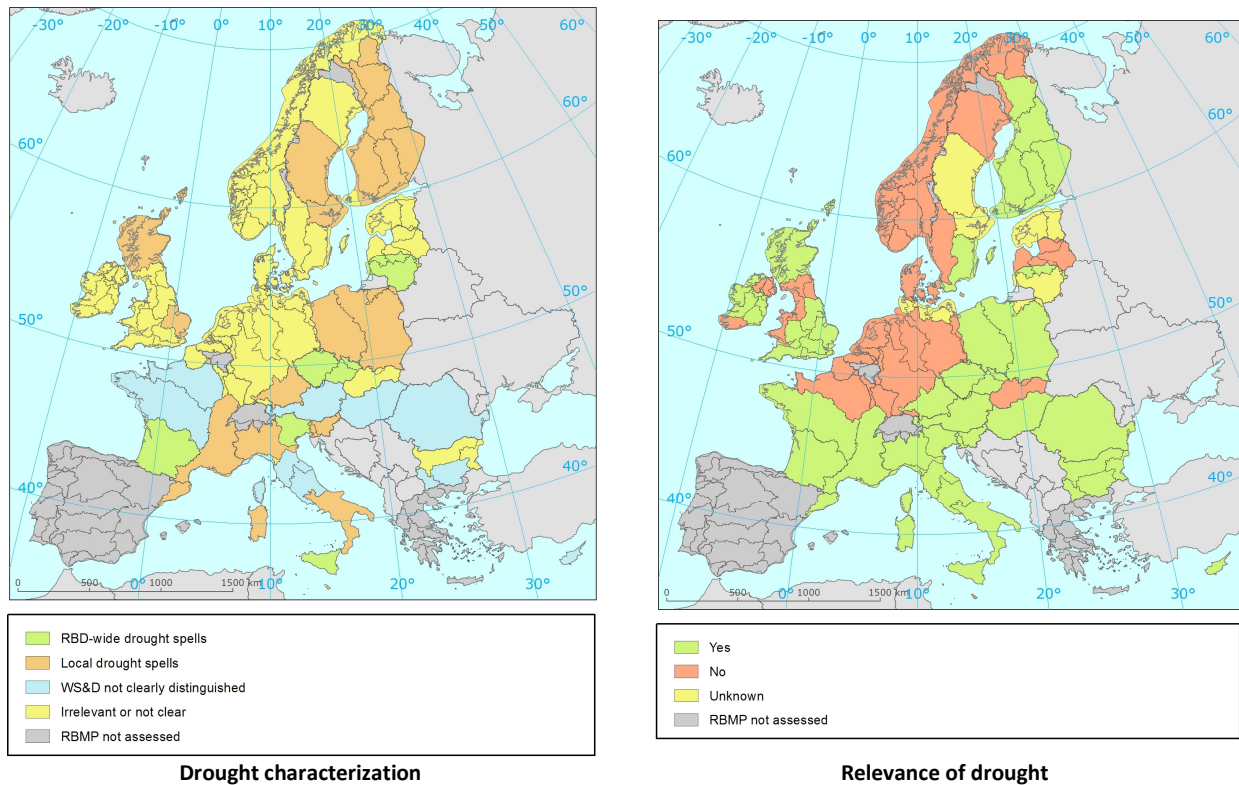 -30° -20° -10° 0° 10° 20° 30° 40° 50° 60°
60°
60°
50°
50°
40°
40°
0 500 1000 1500 km
0° 10° 20° 30°
RBD-wide drought spells
Local drought spells
WS&D not clearly distinguished
Irrelevant or not clear
RBMP not assessed
Drought characterization
-30° -20° -10° 0° 10° 20° 30° 40° 50° 60°
60°
60°
50°
50°
40°
40°
0 500 1000 1500 km
0° 10° 20° 30°
Yes
No
Unknown
RBMP not assessed
Relevance of drought